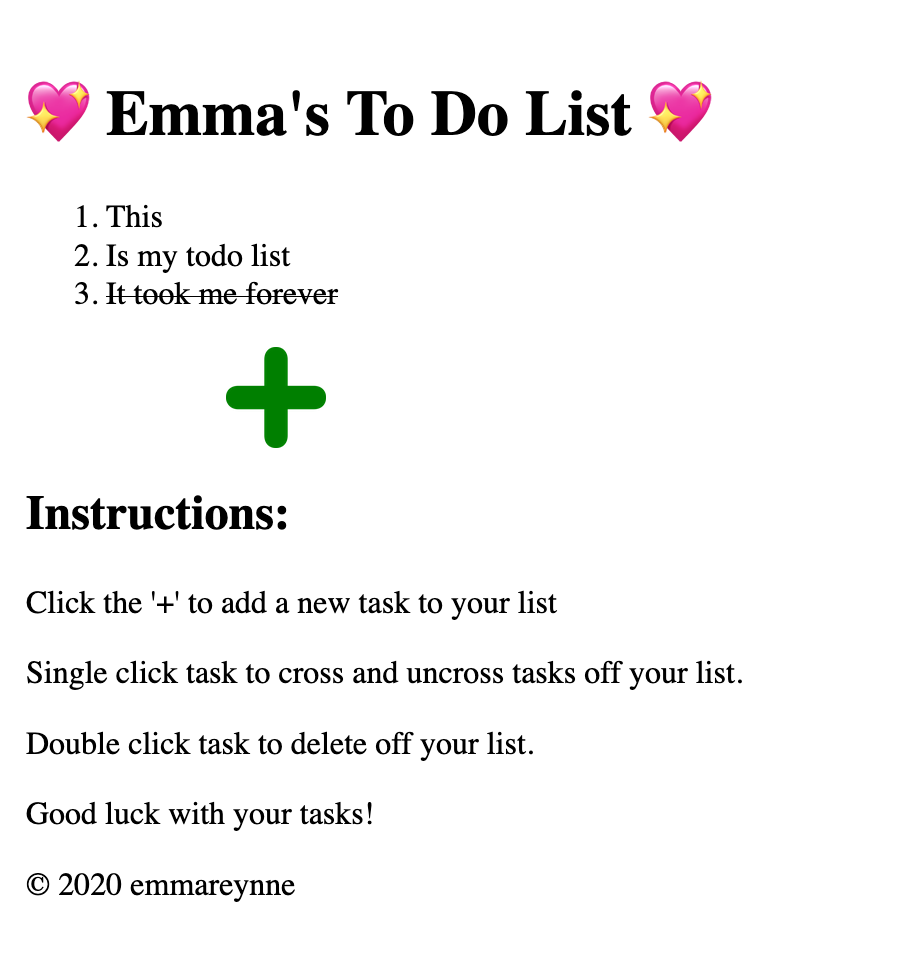 💖 Emma's To Do List 💖
1. This
2. Is my todo list
3. It took me forever
Instructions:
Click the '+' to add a new task to your list
Single click task to cross and uncross tasks off your list.
Double click task to delete off your list.
Good luck with your tasks!
© 2020 emmareynne